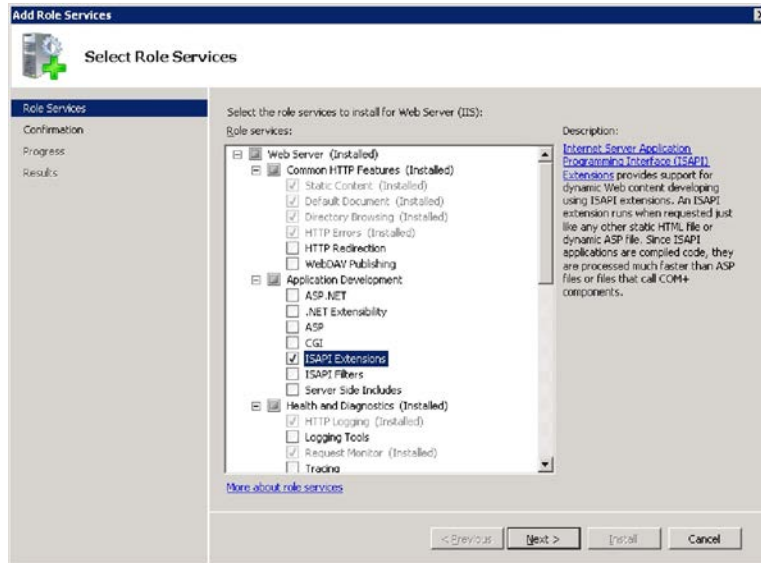 Add Role Services
Select Role Services
Role Services
Confirmation
Progress
Results
Select the role services to install for Web Server (IIS):
Role services:
Web Server (Installed)
Common HTTP Features (Installed)
Static Content (Installed)
Default Document (Installed)
Directory Browsing (Installed)
HTTP Errors (Installed)
HTTP Redirection
WebDAV Publishing
Application Development
ASP.NET
.NET Extensibility
ASP
CGI
ISAPI Extensions
ISAPI Filters
Server Side Includes
Health and Diagnostics (Installed)
HTTP Logging (Installed)
Logging Tools
Request Monitor (Installed)
Tracing
More about role services
Description:
Internet Server Application
Programming Interface (ISAPI)
Extensions provides support for
dynamic Web content developing
using ISAPI extensions. An ISAPI
extension runs when requested just
like any other static HTML file or
dynamic ASP file. Since ISAPI
applications are compiled code, they
are processed much faster than ASP
files or files that call COM+
components.
< Previous
Next >
Install
Cancel